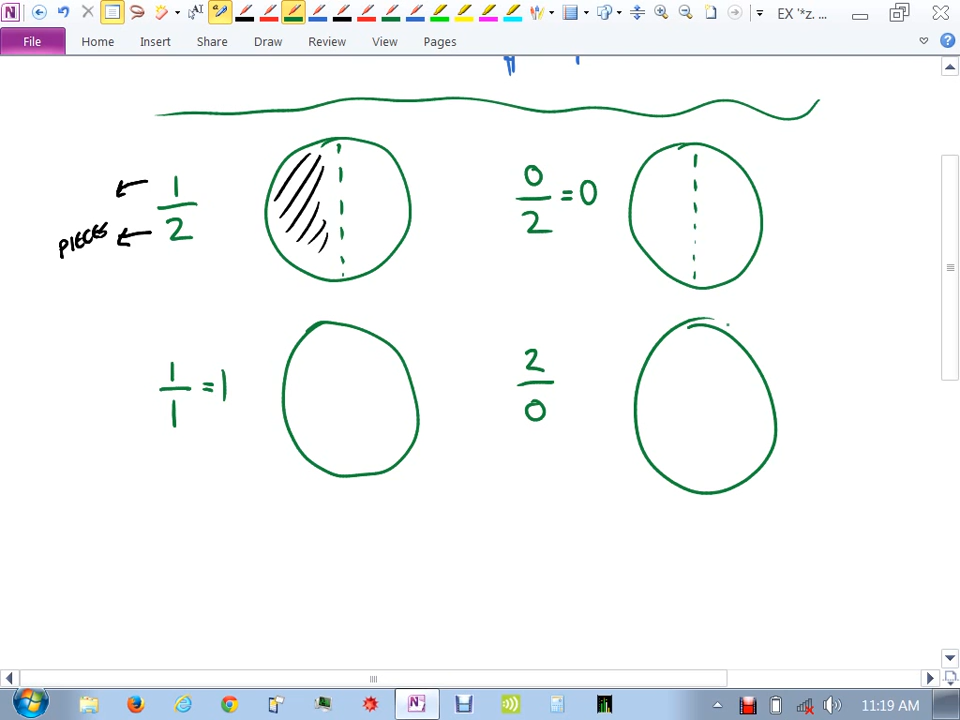 EX '*z. ...
File Home Insert Share Draw Review View Pages
1
2
PIECES
0
2
=0
1
1
=1
2
0
11:19 AM